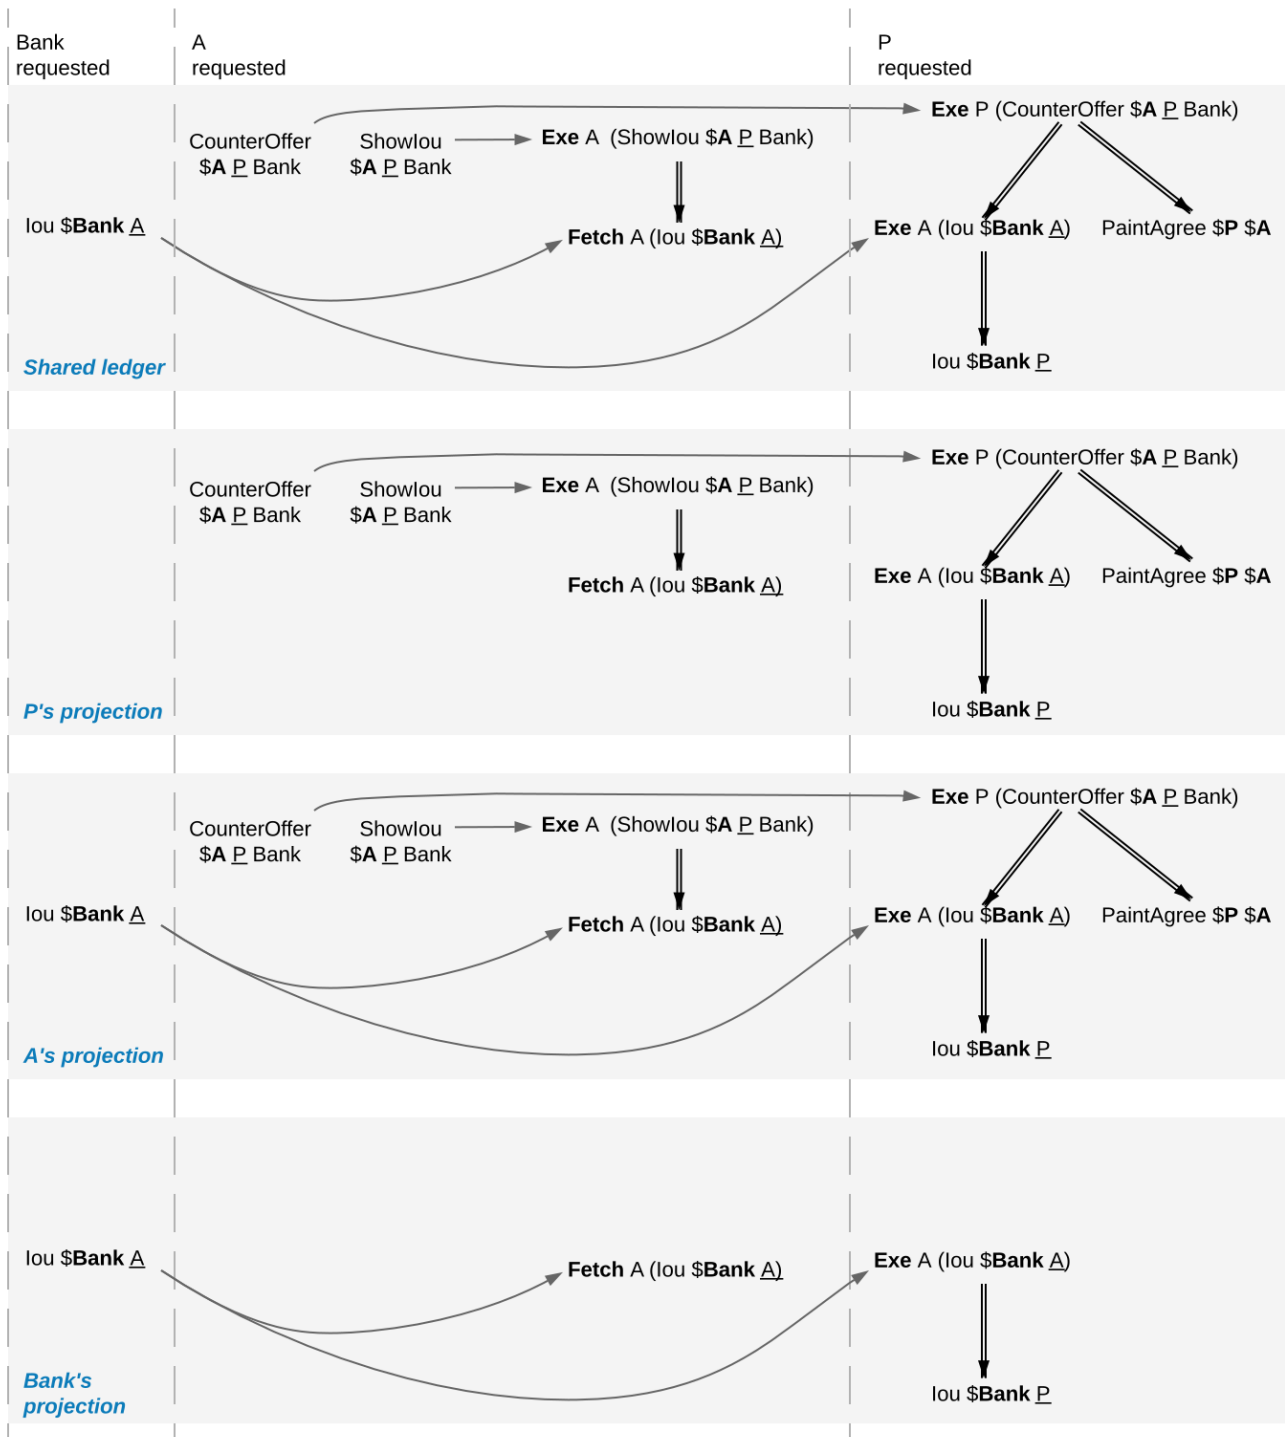 Bank
requested
A
requested
P
requested
Exe P (CounterOffer $A P Bank)
CounterOffer
$A P Bank
ShowIou
$A P Bank
Exe A (ShowIou $A P Bank)
Iou $Bank A
Fetch A (Iou $Bank A)
Exe A (Iou $Bank A)
PaintAgree $P $A
Iou $Bank P
Shared ledger
Exe P (CounterOffer $A P Bank)
CounterOffer
$A P Bank
ShowIou
$A P Bank
Exe A (ShowIou $A P Bank)
Fetch A (Iou $Bank A)
Exe A (Iou $Bank A)
PaintAgree $P $A
Iou $Bank P
P's projection
Exe P (CounterOffer $A P Bank)
CounterOffer
$A P Bank
ShowIou
$A P Bank
Exe A (ShowIou $A P Bank)
Iou $Bank A
Fetch A (Iou $Bank A)
Exe A (Iou $Bank A)
PaintAgree $P $A
Iou $Bank P
A's projection
Iou $Bank A
Fetch A (Iou $Bank A)
Exe A (Iou $Bank A)
Iou $Bank P
Bank's
projection